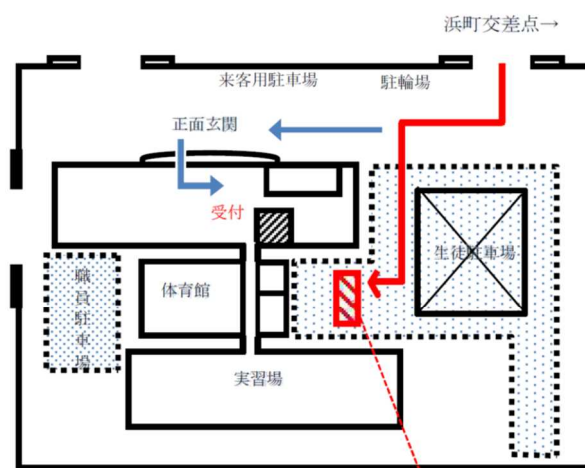 浜町交差点→
来客用駐車場
駐輪場
正面玄関
受付
生徒駐車場
体育館
職員駐車場
実習場